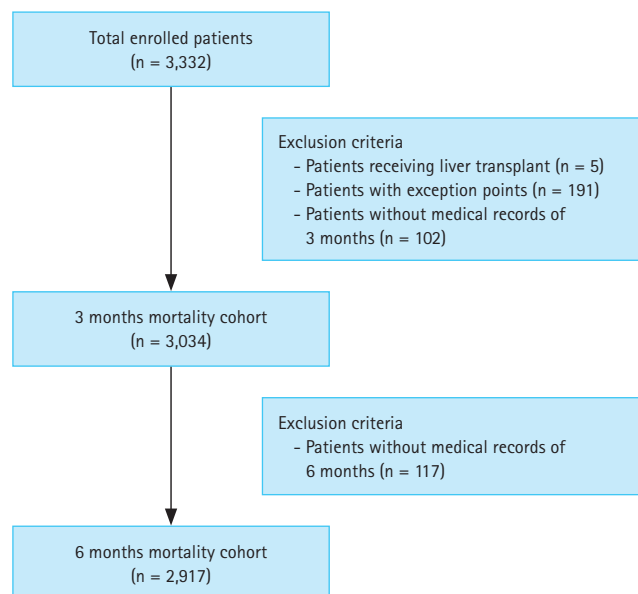 Total enrolled patients
(n = 3,332)
Exclusion criteria
- Patients receiving liver transplant (n = 5)
- Patients with exception points (n = 191)
- Patients without medical records of
3 months (n = 102)
3 months mortality cohort
(n = 3,034)
Exclusion criteria
- Patients without medical records of
6 months (n = 117)
6 months mortality cohort
(n = 2,917)